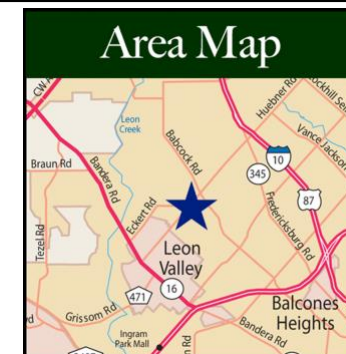 Area Map
Huebner Rd
Leon
Creek
Babcock Rd
Vance Jackson
Braun Rd
Bandera Rd
10
345
87
Fredericksburg Rd
Eckert Rd
Tezel Rd
Leon
Valley
16
471
Balcones
Heights
Grissom Rd
Ingram
Park Mall
Bandera Rd